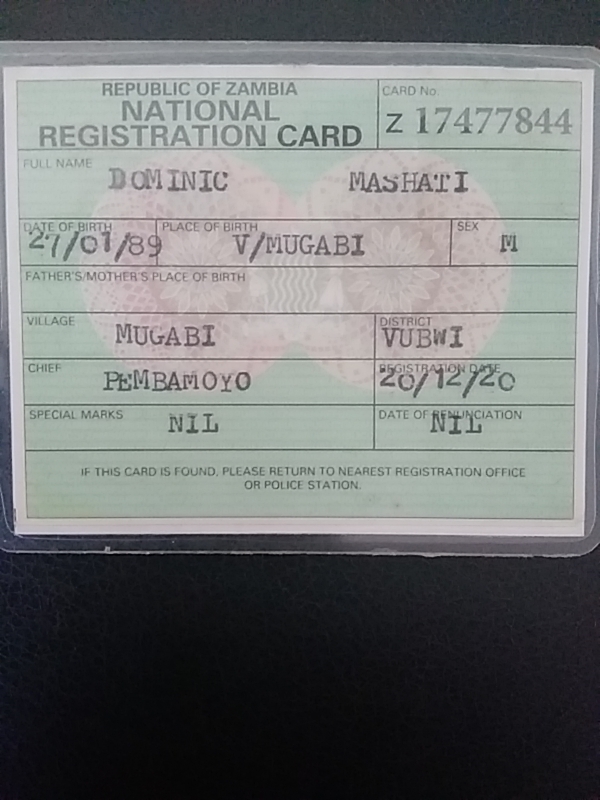 REPUBLIC OF ZAMBIA
NATIONAL
REGISTRATION CARD
CARD No.
Z 17477844
FULL NAME
DOMINIC MASHATI
DATE OF BIRTH
27/01/89
PLACE OF BIRTH
V/MUGABI
SEX
M
FATHER'S/MOTHER'S PLACE OF BIRTH
VILLAGE
MUGABI
DISTRICT
VUBWI
CHIEF
PEMBAMOYO
REGISTRATION DATE
20/12/20
SPECIAL MARKS
NIL
DATE OF RENUNCIATION
NIL
IF THIS CARD IS FOUND, PLEASE RETURN TO NEAREST REGISTRATION OFFICE
OR POLICE STATION.